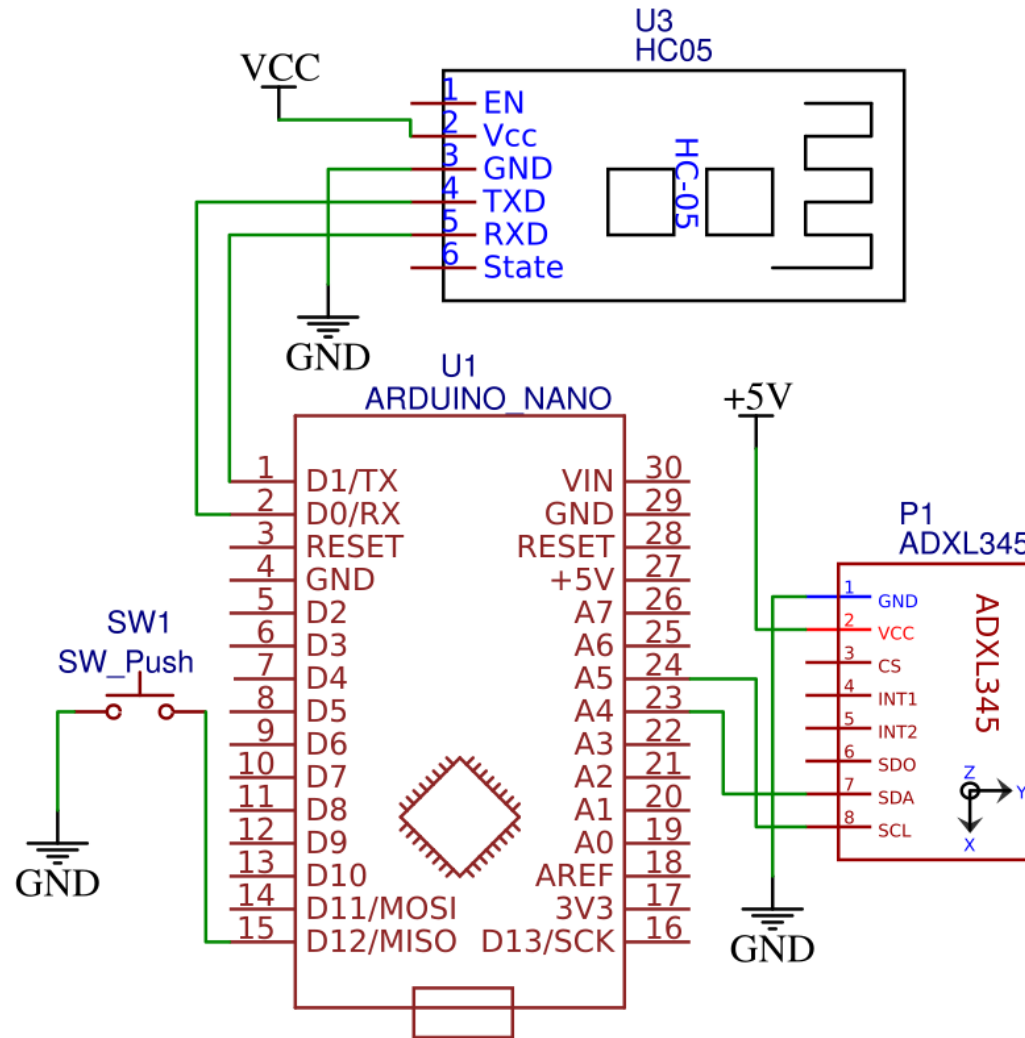 U3
HC05
VCC
1 EN
2 Vcc
3 GND
4 TXD
5 RXD
6 State
HC-05
GND
U1
ARDUINO_NANO
1 D1/TX
2 D0/RX
3 RESET
4 GND
5 D2
6 D3
7 D4
8 D5
9 D6
10 D7
11 D8
12 D9
13 D10
14 D11/MOSI
15 D12/MISO
VIN 30
GND 29
RESET 28
+5V 27
A7 26
A6 25
A5 24
A4 23
A3 22
A2 21
A1 20
A0 19
AREF 18
3V3 17
D13/SCK 16
SW1
SW_Push
GND
+5V
P1
ADXL345
1 GND
2 VCC
3 CS
4 INT1
5 INT2
6 SDO
7 SDA
8 SCL
ADXL345
Z
Y
X
GND